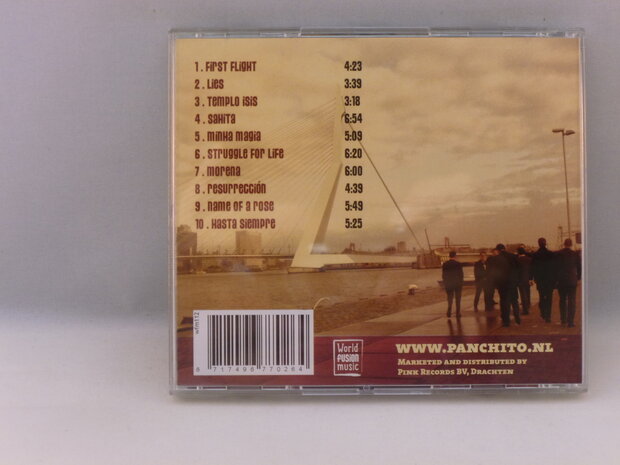 1. First Flight 4:23
2. Lies 3:39
3. Templo Isis 3:18
4. Sakita 6:54
5. Minha Magia 5:09
6. Struggle for Life 6:20
7. Morena 6:00
8. Resurrección 4:39
9. Name of a Rose 5:49
10. Hasta Siempre 5:25
wfm112
8 717496 770264
World
Fusion
Music
WWW.PANCHITO.NL
Marketed and distributed by
Pink Records BV, Drachten